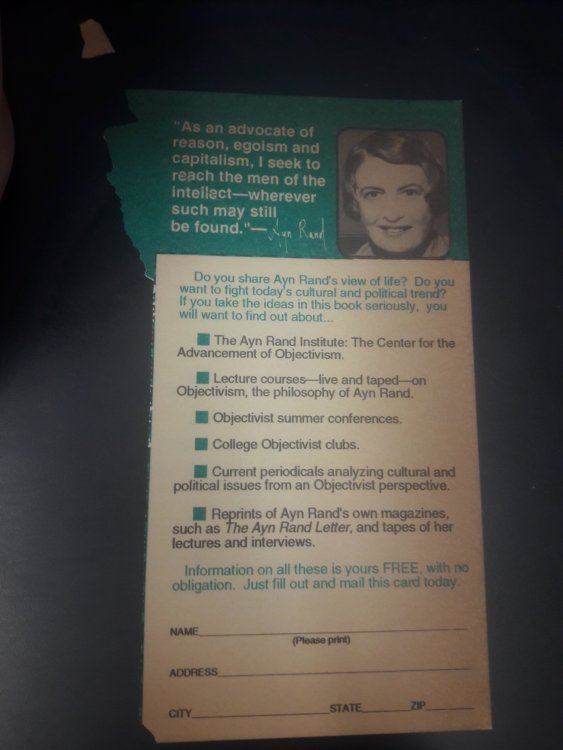 "As an advocate of
reason, egoism and
capitalism, I seek to
reach the men of the
intellect—wherever
such may still
be found."—Ayn Rand
Do you share Ayn Rand's view of life? Do you
want to fight today's cultural and political trend?
If you take the ideas in this book seriously, you
will want to find out about...
The Ayn Rand Institute: The Center for the
Advancement of Objectivism.
Lecture courses—live and taped—on
Objectivism, the philosophy of Ayn Rand.
Objectivist summer conferences.
College Objectivist clubs.
Current periodicals analyzing cultural and
political issues from an Objectivist perspective.
Reprints of Ayn Rand's own magazines,
such as The Ayn Rand Letter, and tapes of her
lectures and interviews.
Information on all these is yours FREE, with no
obligation. Just fill out and mail this card today.
NAME
(Please print)
ADDRESS
CITY STATE ZIP